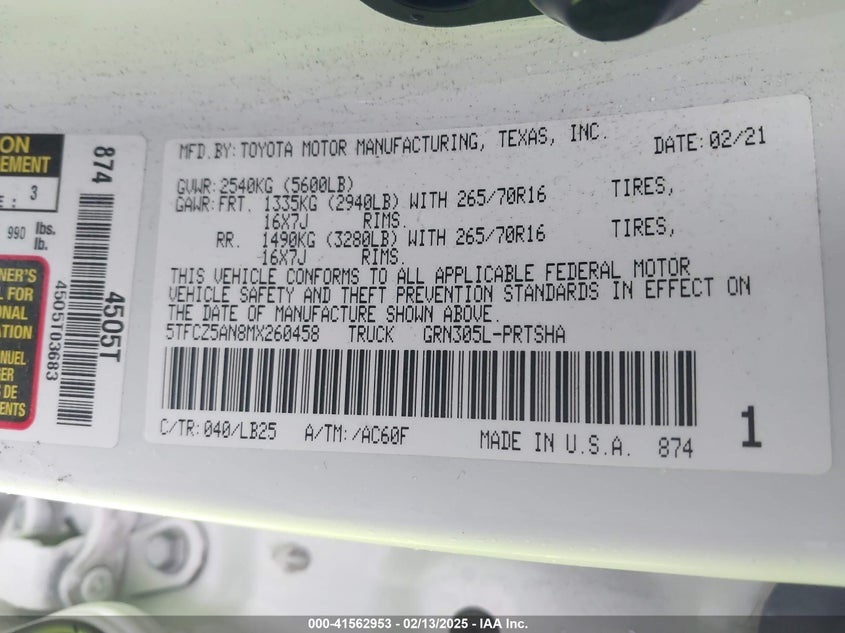 ON
EMENT
E : 3
990 lbs.
lb.
NER'S
L FOR
ONAL
ATION
NUEL
DE
ENTS
874
4505T03683
4505T
MFD.BY: TOYOTA MOTOR MANUFACTURING, TEXAS, INC. DATE: 02/21
GVWR: 2540KG (5600LB)
GAWR: FRT. 1335KG (2940LB) WITH 265/70R16 TIRES,
16X7J RIMS.
RR. 1490KG (3280LB) WITH 265/70R16 TIRES,
16X7J RIMS.
THIS VEHICLE CONFORMS TO ALL APPLICABLE FEDERAL MOTOR
VEHICLE SAFETY AND THEFT PREVENTION STANDARDS IN EFFECT ON
THE DATE OF MANUFACTURE SHOWN ABOVE.
5TFCZ5AN8MX260458 TRUCK GRN305L-PRTSHA
C/TR: 040/LB25 A/TM: /AC60F MADE IN U.S.A. 874
1
000-41562953 — 02/13/2025 — IAA Inc.